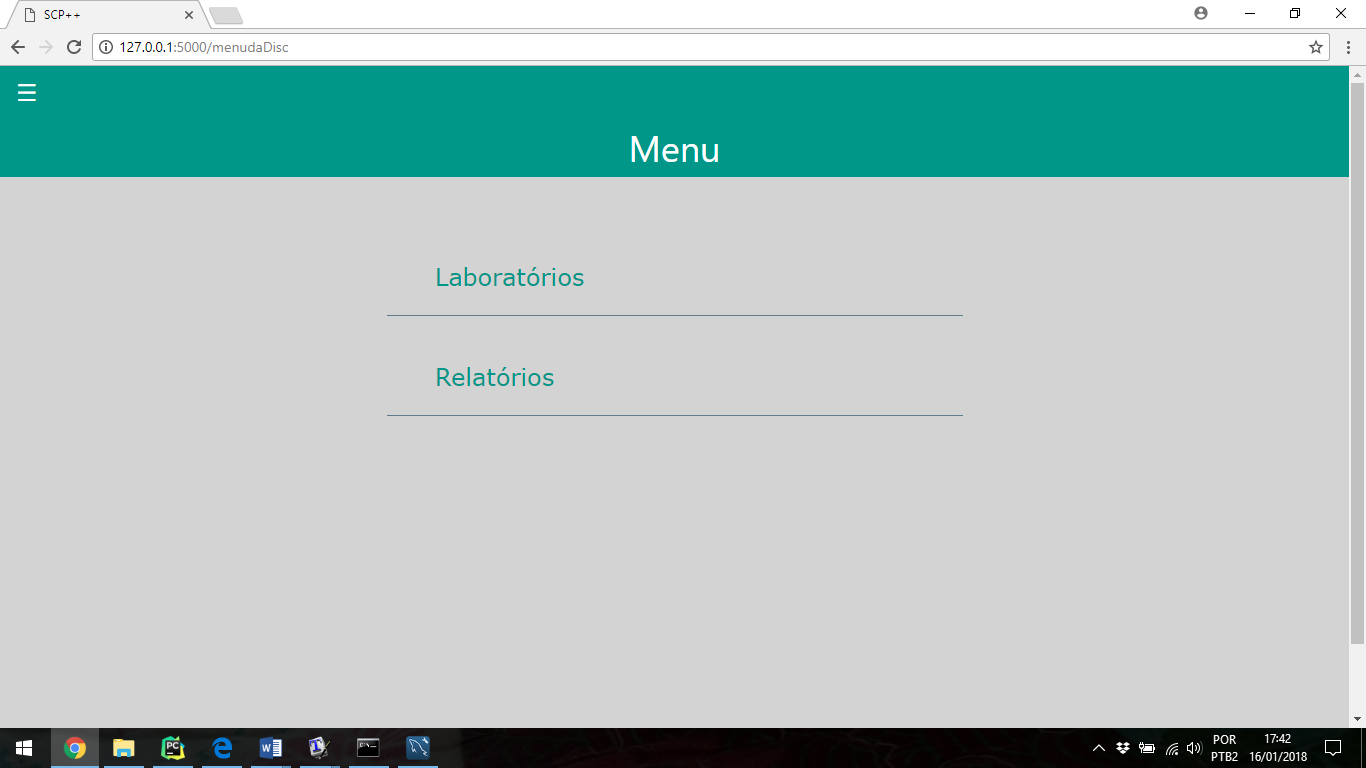 SCP++
127.0.0.1:5000/menudaDisc
Menu
Laboratórios
Relatórios
POR
PTB2
17:42
16/01/2018